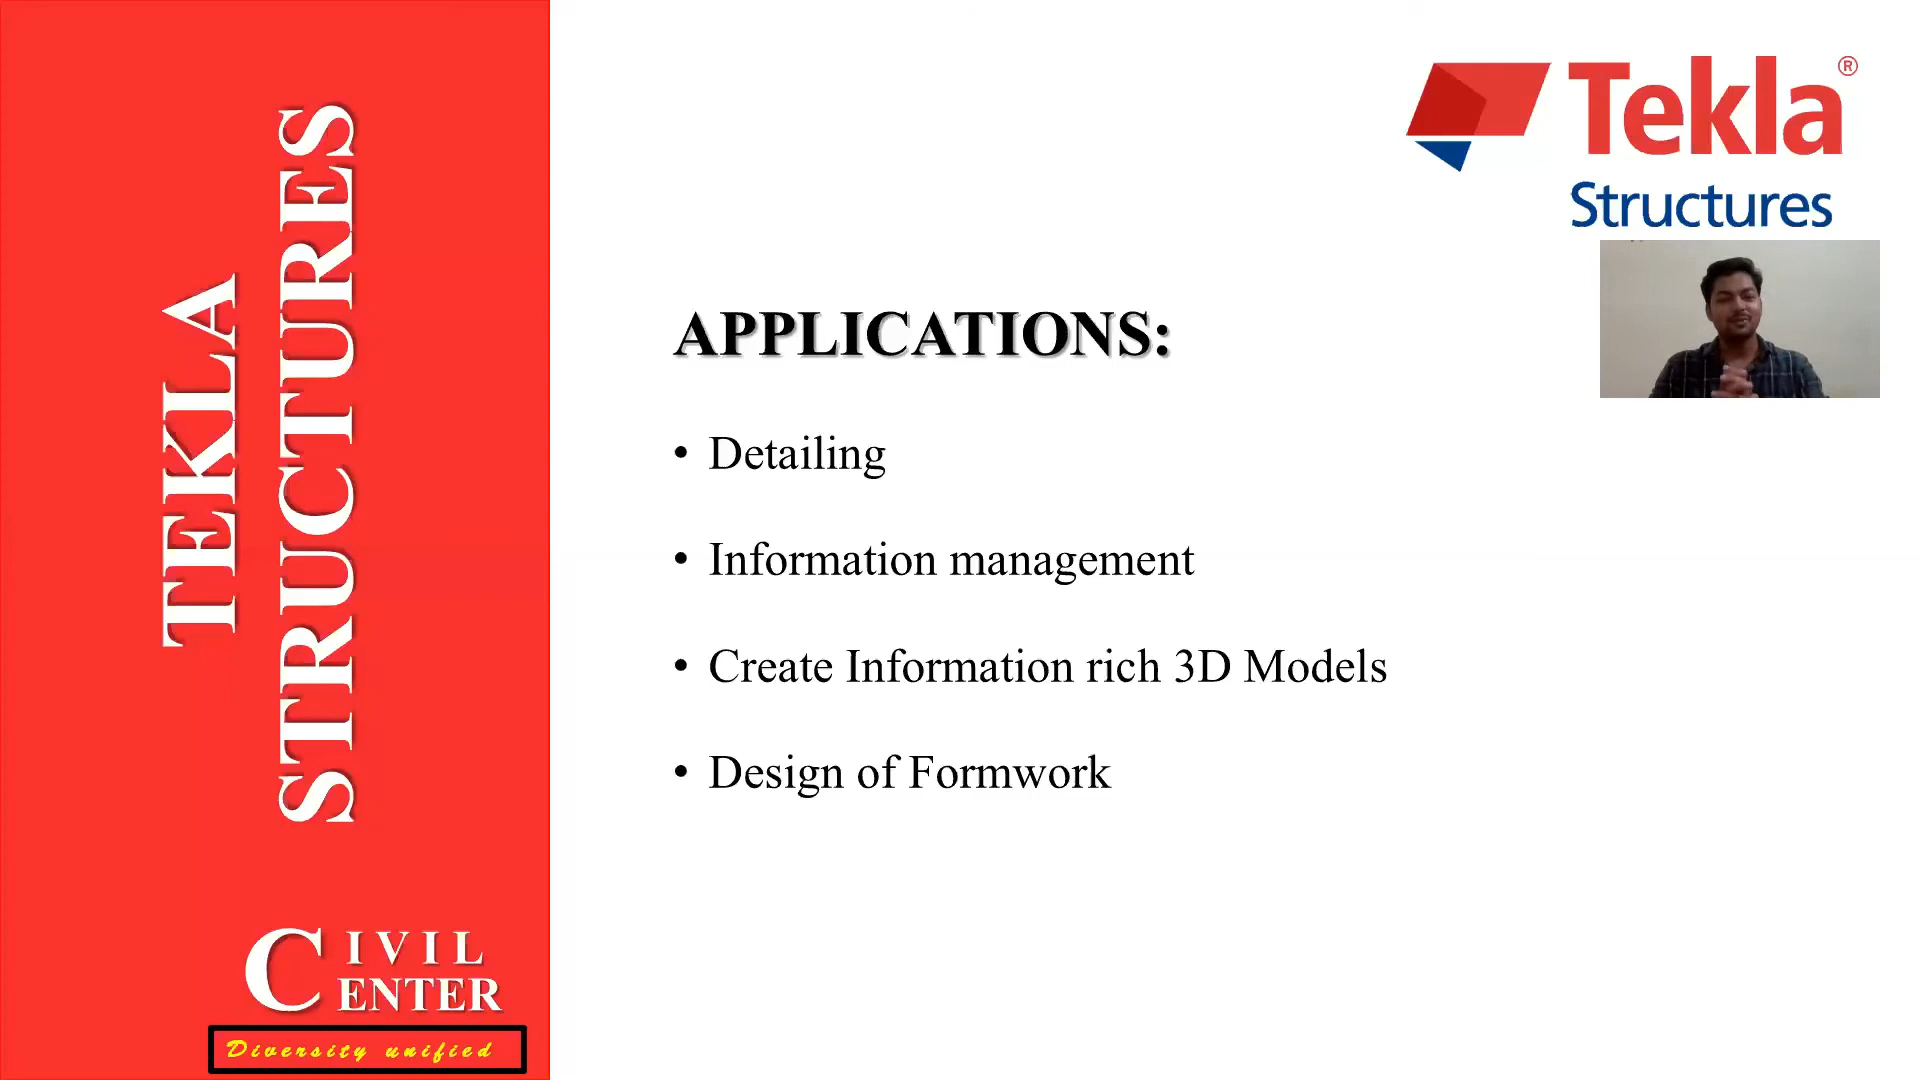 TEKLA
STRUCTURES
CIVIL
CENTER
Diversity unified
Tekla®
Structures
APPLICATIONS:
• Detailing
• Information management
• Create Information rich 3D Models
• Design of Formwork